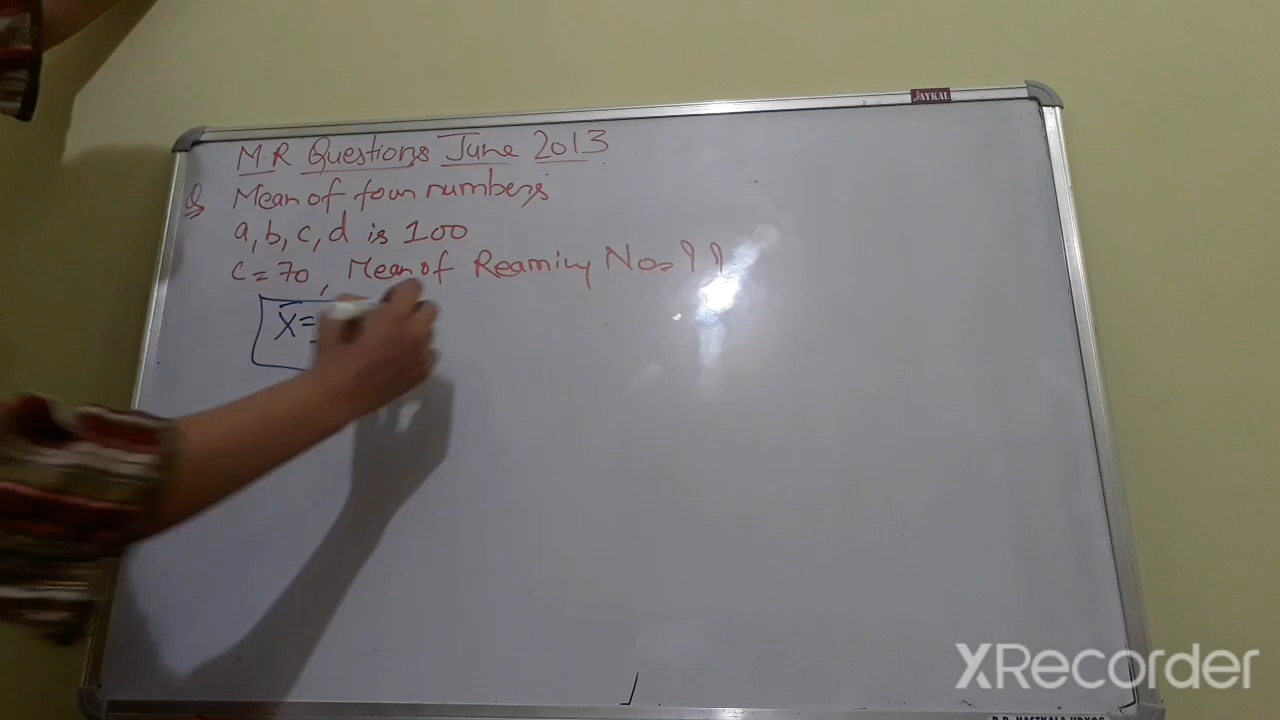 JAYKAL
M.R Questions June 2013
Q Mean of four numbers
a, b, c, d is 100
c = 70, Mean of Reaming Nos ??
X̄ =
XRecorder